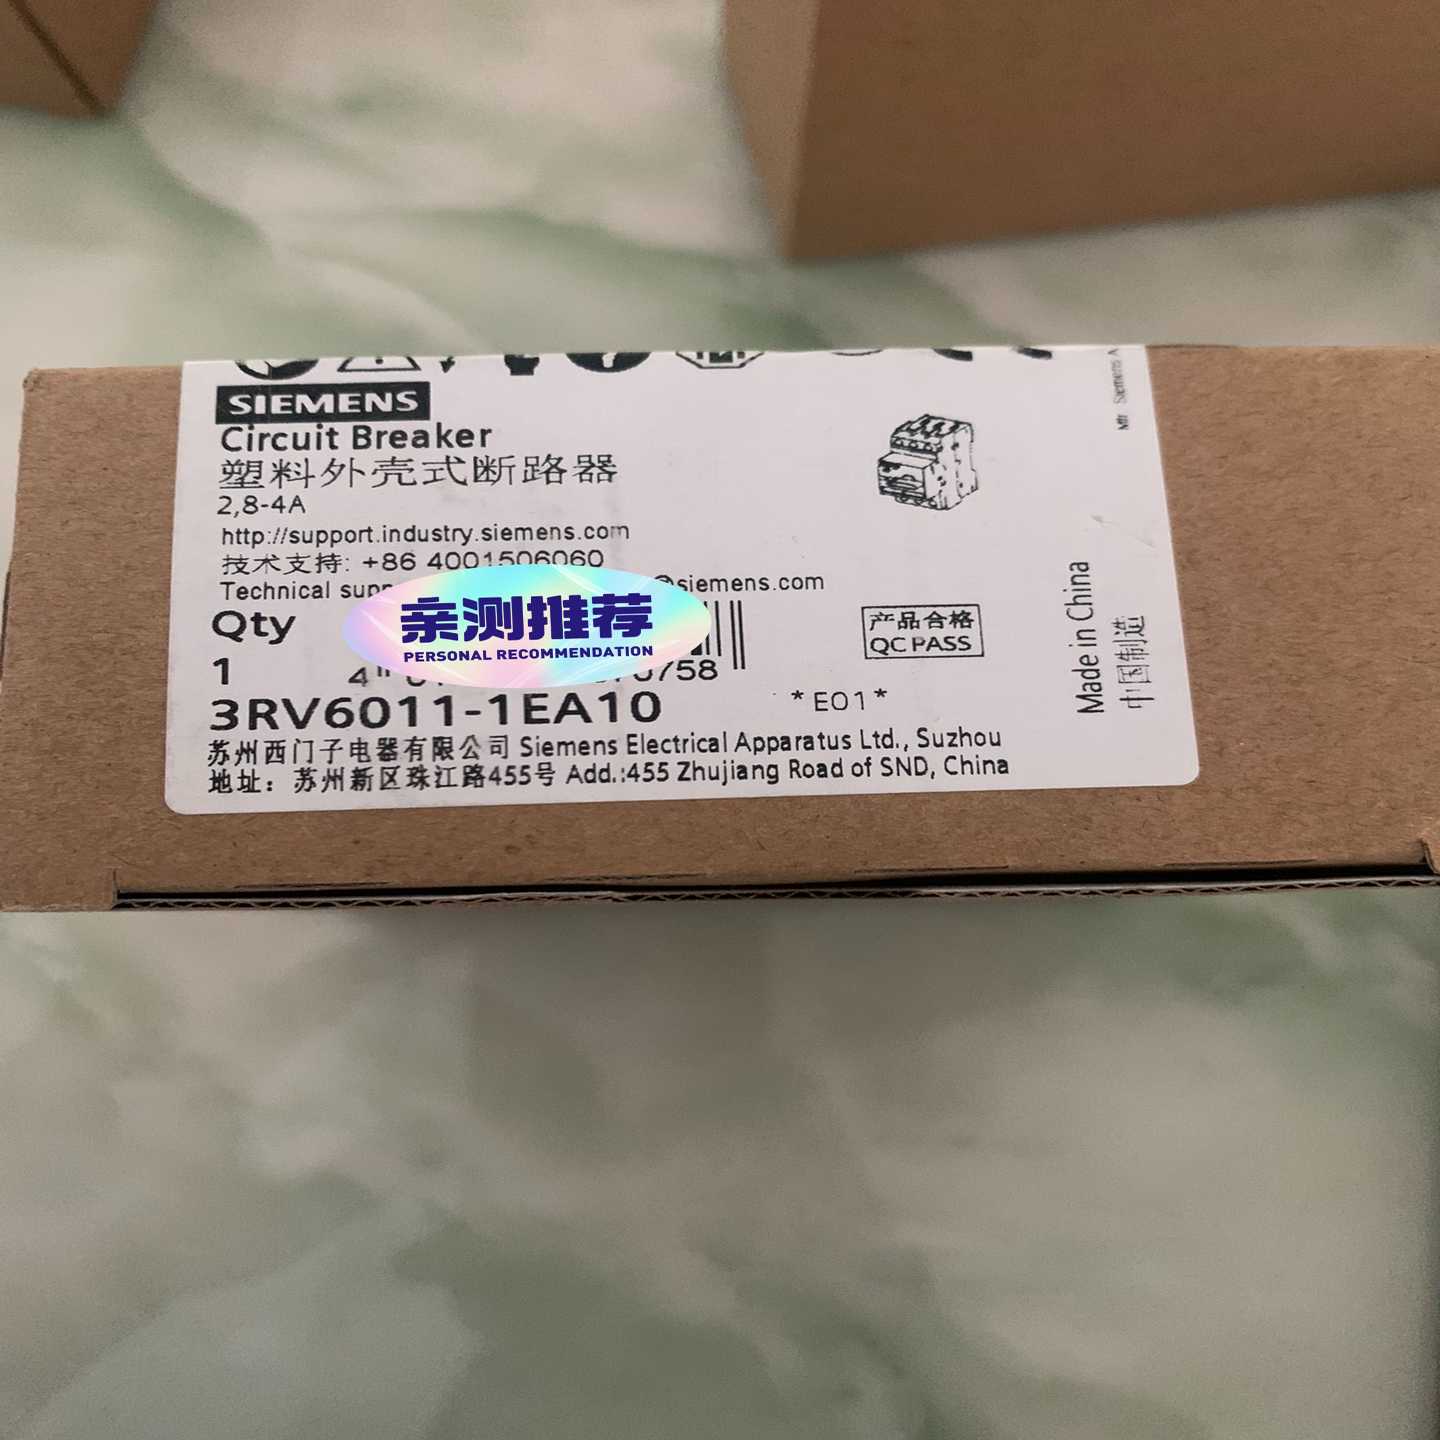 SIEMENS
Circuit Breaker
塑料外壳式断路器
2,8-4A
http://support.industry.siemens.com
技术支持: +86 4001506060
Technical siemens.com
Qty
亲测推荐
PERSONAL RECOMMENDATION
1
3RV6011-1EA10
*E01*
产品合格
QC PASS
苏州西门子电器有限公司 Siemens Electrical Apparatus Ltd., Suzhou
地址：苏州新区珠江路455号 Add.:455 Zhujiang Road of SND, China
Made in China
中国制造
Mfr Siemens